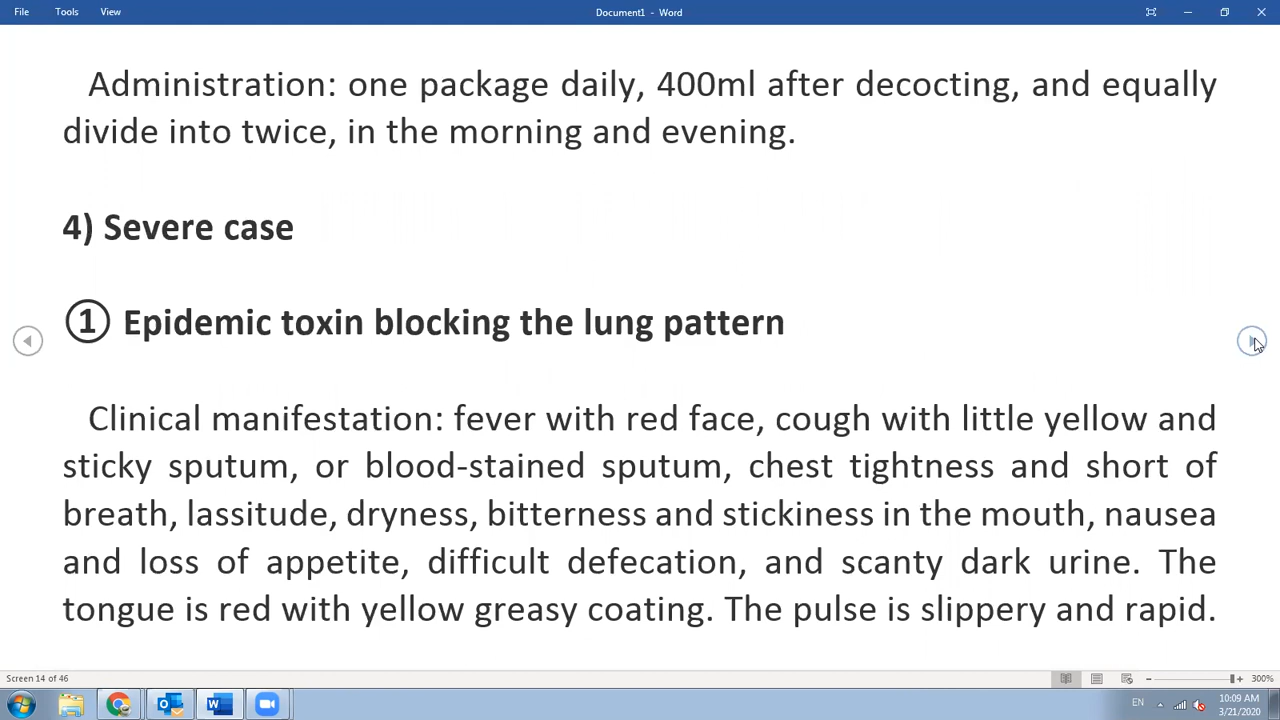 File Tools View Document1 - Word
Administration: one package daily, 400ml after decocting, and equally
divide into twice, in the morning and evening.
4) Severe case
① Epidemic toxin blocking the lung pattern
Clinical manifestation: fever with red face, cough with little yellow and
sticky sputum, or blood-stained sputum, chest tightness and short of
breath, lassitude, dryness, bitterness and stickiness in the mouth, nausea
and loss of appetite, difficult defecation, and scanty dark urine. The
tongue is red with yellow greasy coating. The pulse is slippery and rapid.
Screen 14 of 46 300%
EN 10:09 AM
3/21/2020